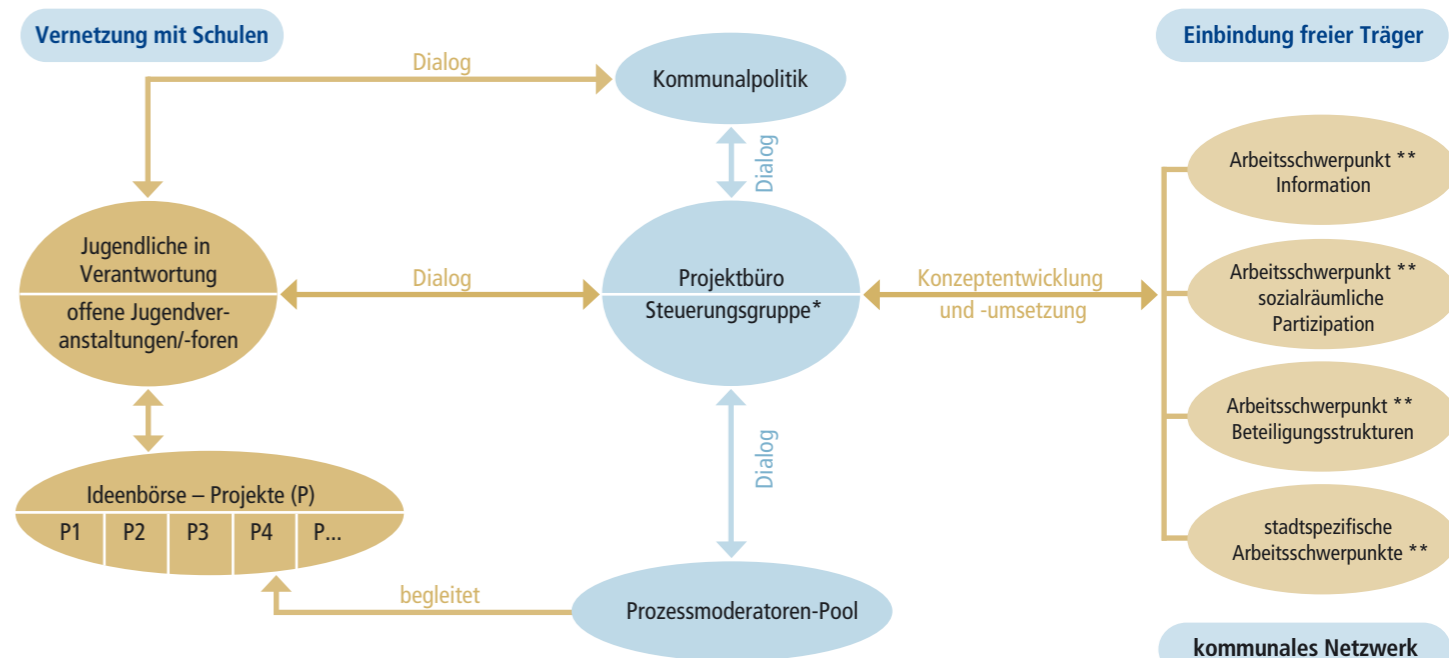 Vernetzung mit Schulen
Einbindung freier Träger
Dialog
Kommunalpolitik
Dialog
Arbeitsschwerpunkt **
Information
Jugendliche in
Verantwortung
offene Jugendver-
anstaltungen/-foren
Dialog
Projektbüro
Steuerungsgruppe*
Konzeptentwicklung
und -umsetzung
Arbeitsschwerpunkt **
sozialräumliche
Partizipation
Arbeitsschwerpunkt **
Beteiligungsstrukturen
Dialog
Ideenbörse – Projekte (P)
P1 P2 P3 P4 P...
stadtspezifische
Arbeitsschwerpunkte **
begleitet
Prozessmoderatoren-Pool
kommunales Netzwerk